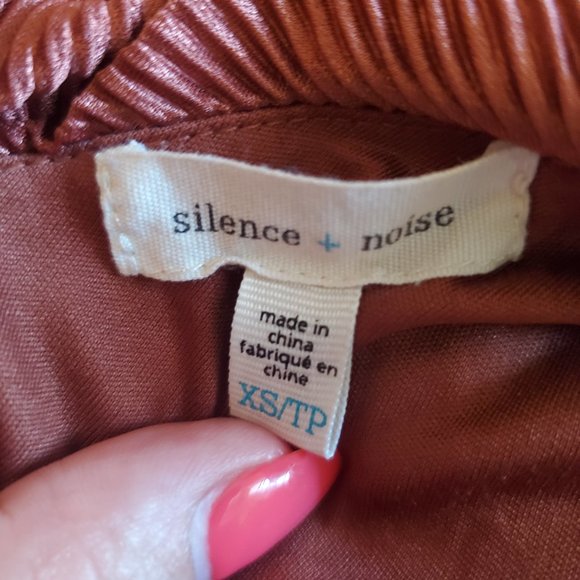 silence + noise
made in
china
fabriqué en
chine
XS/TP